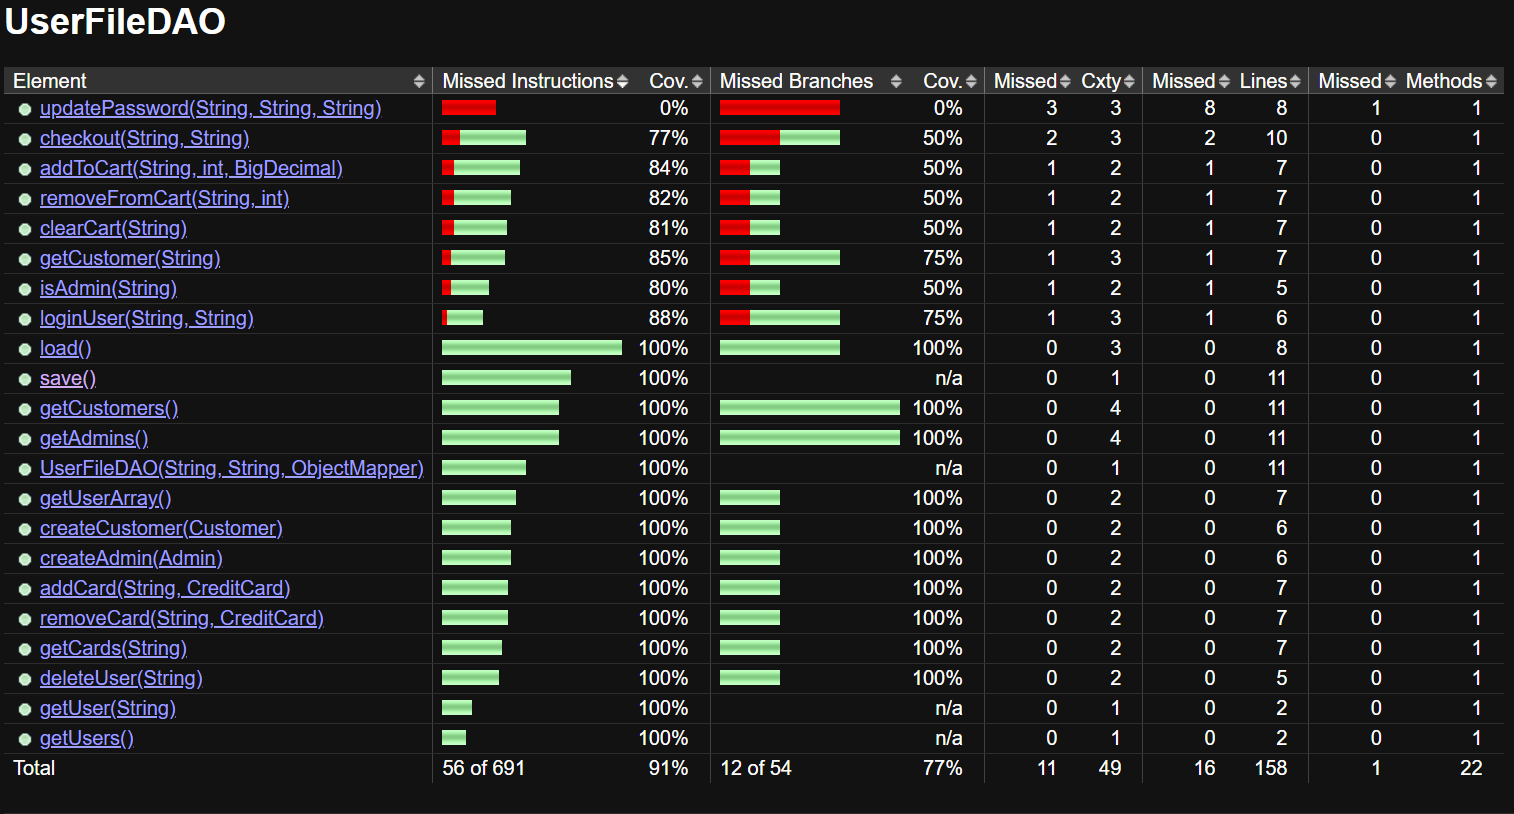 UserFileDAO
Element Missed Instructions Cov. Missed Branches Cov. Missed Cxty Missed Lines Missed Methods
updatePassword(String, String, String) 0% 0% 3 3 8 8 1 1
checkout(String, String) 77% 50% 2 3 2 10 0 1
addToCart(String, int, BigDecimal) 84% 50% 1 2 1 7 0 1
removeFromCart(String, int) 82% 50% 1 2 1 7 0 1
clearCart(String) 81% 50% 1 2 1 7 0 1
getCustomer(String) 85% 75% 1 3 1 7 0 1
isAdmin(String) 80% 50% 1 2 1 5 0 1
loginUser(String, String) 88% 75% 1 3 1 6 0 1
load() 100% 100% 0 3 0 8 0 1
save() 100% n/a 0 1 0 11 0 1
getCustomers() 100% 100% 0 4 0 11 0 1
getAdmins() 100% 100% 0 4 0 11 0 1
UserFileDAO(String, String, ObjectMapper) 100% n/a 0 1 0 11 0 1
getUserArray() 100% 100% 0 2 0 7 0 1
createCustomer(Customer) 100% 100% 0 2 0 6 0 1
createAdmin(Admin) 100% 100% 0 2 0 6 0 1
addCard(String, CreditCard) 100% 100% 0 2 0 7 0 1
removeCard(String, CreditCard) 100% 100% 0 2 0 7 0 1
getCards(String) 100% 100% 0 2 0 7 0 1
deleteUser(String) 100% 100% 0 2 0 5 0 1
getUser(String) 100% n/a 0 1 0 2 0 1
getUsers() 100% n/a 0 1 0 2 0 1
Total 56 of 691 91% 12 of 54 77% 11 49 16 158 1 22